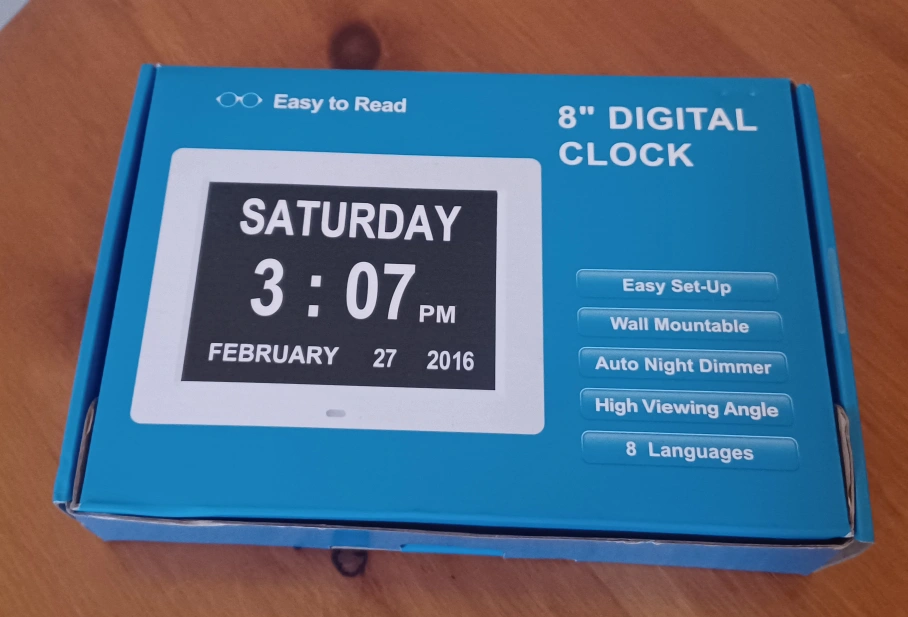 Easy to Read
8" DIGITAL
CLOCK
SATURDAY
3 : 07 PM
FEBRUARY 27 2016
Easy Set-Up
Wall Mountable
Auto Night Dimmer
High Viewing Angle
8 Languages